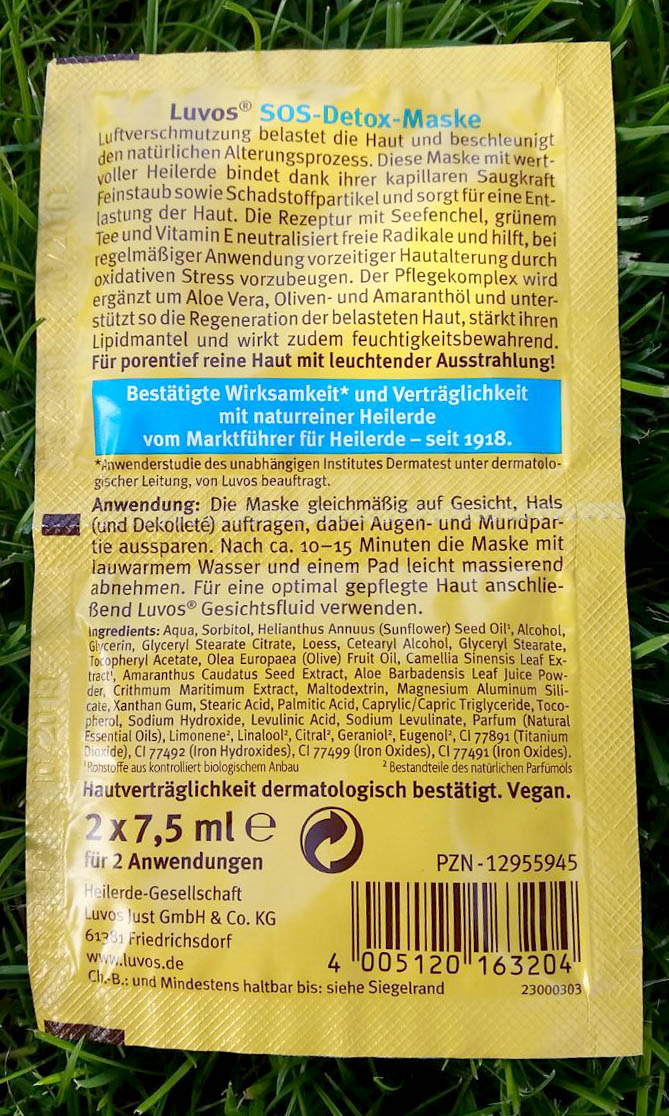 Luvos® SOS-Detox-Maske
Luftverschmutzung belastet die Haut und beschleunigt
den natürlichen Alterungsprozess. Diese Maske mit wert-
voller Heilerde bindet dank ihrer kapillaren Saugkraft
Feinstaub sowie Schadstoffpartikel und sorgt für eine Ent-
lastung der Haut. Die Rezeptur mit Seefenchel, grünem
Tee und Vitamin E neutralisiert freie Radikale und hilft, bei
regelmäßiger Anwendung vorzeitiger Hautalterung durch
oxidativen Stress vorzubeugen. Der Pflegekomplex wird
ergänzt um Aloe Vera, Oliven- und Amaranthöl und unter-
stützt so die Regeneration der belasteten Haut, stärkt ihren
Lipidmantel und wirkt zudem feuchtigkeitsbewahrend.
Für porentief reine Haut mit leuchtender Ausstrahlung!
Bestätigte Wirksamkeit* und Verträglichkeit
mit naturreiner Heilerde
vom Marktführer für Heilerde – seit 1918.
*Anwenderstudie des unabhängigen Institutes Dermatest unter dermatolo-
gischer Leitung, von Luvos beauftragt.
Anwendung: Die Maske gleichmäßig auf Gesicht, Hals
(und Dekolleté) auftragen, dabei Augen- und Mundpar-
tie aussparen. Nach ca. 10–15 Minuten die Maske mit
lauwarmem Wasser und einem Pad leicht massierend
abnehmen. Für eine optimal gepflegte Haut anschlie-
ßend Luvos® Gesichtsfluid verwenden.
Ingredients: Aqua, Sorbitol, Helianthus Annuus (Sunflower) Seed Oil¹, Alcohol,
Glycerin, Glyceryl Stearate Citrate, Loess, Cetearyl Alcohol, Glyceryl Stearate,
Tocopheryl Acetate, Olea Europaea (Olive) Fruit Oil, Camellia Sinensis Leaf Ex-
tract¹, Amaranthus Caudatus Seed Extract, Aloe Barbadensis Leaf Juice Pow-
der, Crithmum Maritimum Extract, Maltodextrin, Magnesium Aluminum Sili-
cate, Xanthan Gum, Stearic Acid, Palmitic Acid, Caprylic/Capric Triglyceride, Toco-
pherol, Sodium Hydroxide, Levulinic Acid, Sodium Levulinate, Parfum (Natural
Essential Oils), Limonene², Linalool², Citral², Geraniol², Eugenol², CI 77891 (Titanium
Dioxide), CI 77492 (Iron Hydroxides), CI 77499 (Iron Oxides), CI 77491 (Iron Oxides).
¹Rohstoffe aus kontrolliert biologischem Anbau ² Bestandteile des natürlichen Parfümöls
Hautverträglichkeit dermatologisch bestätigt. Vegan.
2 x 7,5 ml e
für 2 Anwendungen
PZN - 12955945
Heilerde-Gesellschaft
Luvos Just GmbH & Co. KG
61381 Friedrichsdorf
www.luvos.de
4 005120 163204
Ch.-B.: und Mindestens haltbar bis: siehe Siegelrand
23000303